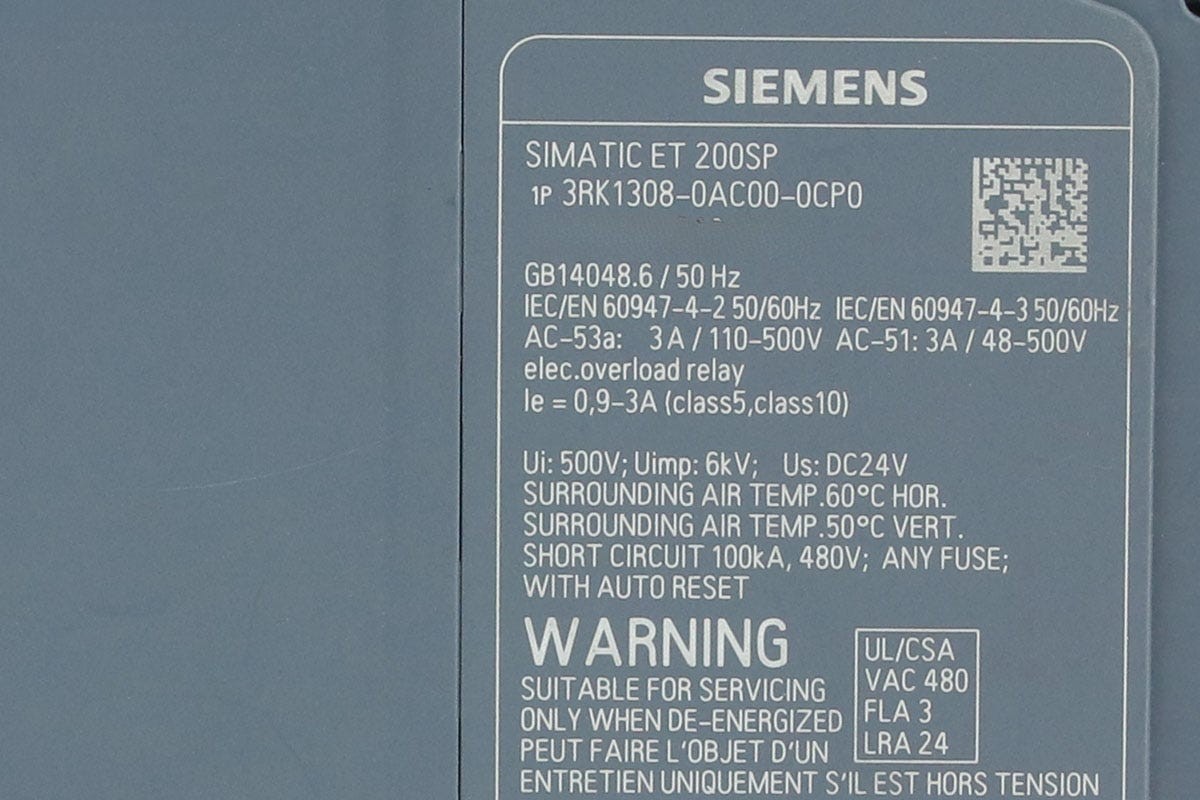 SIEMENS
SIMATIC ET 200SP
1P 3RK1308-0AC00-0CP0
GB14048.6 / 50 Hz
IEC/EN 60947-4-2 50/60Hz IEC/EN 60947-4-3 50/60Hz
AC-53a: 3 A / 110-500V AC-51: 3A / 48-500V
elec.overload relay
Ie = 0,9-3A (class5,class10)
Ui: 500V; Uimp: 6kV; Us: DC24V
SURROUNDING AIR TEMP.60°C HOR.
SURROUNDING AIR TEMP.50°C VERT.
SHORT CIRCUIT 100kA, 480V; ANY FUSE;
WITH AUTO RESET
WARNING
SUITABLE FOR SERVICING
ONLY WHEN DE-ENERGIZED
PEUT FAIRE L'OBJET D'UN
ENTRETIEN UNIQUEMENT S'IL EST HORS TENSION
UL/CSA
VAC 480
FLA 3
LRA 24